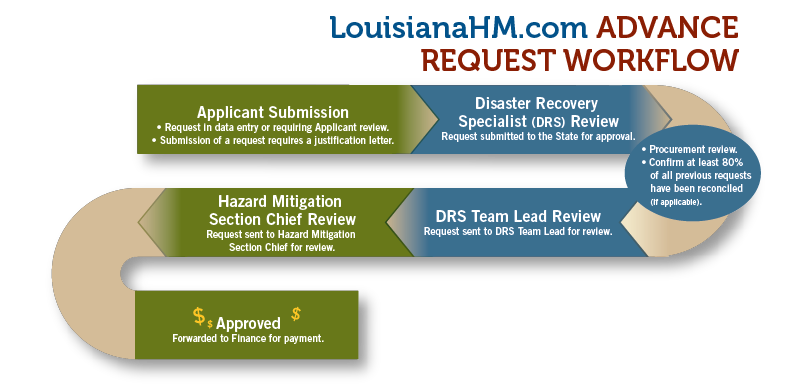 LouisianaHM.com ADVANCE
REQUEST WORKFLOW
Applicant Submission
• Request in data entry or requiring Applicant review.
• Submission of a request requires a justification letter.
Disaster Recovery
Specialist (DRS) Review
Request submitted to the State for approval.
• Procurement review.
• Confirm at least 80%
of all previous requests
have been reconciled
(if applicable).
DRS Team Lead Review
Request sent to DRS Team Lead for review.
Hazard Mitigation
Section Chief Review
Request sent to Hazard Mitigation
Section Chief for review.
$ $ Approved $
Forwarded to Finance for payment.